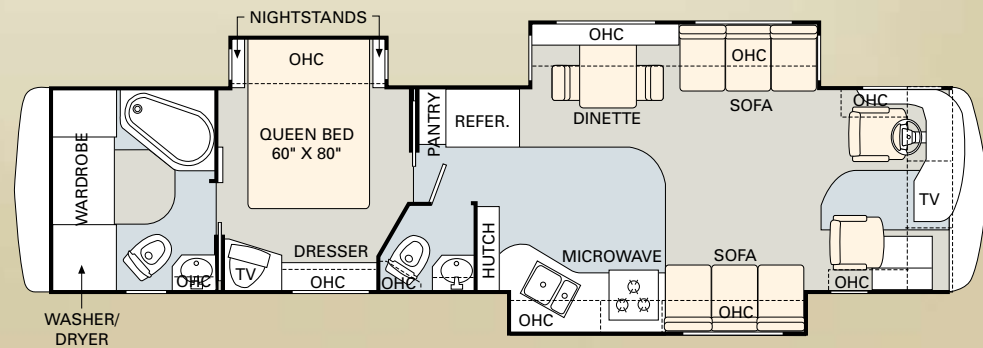 NIGHTSTANDS
OHC
QUEEN BED
60" X 80"
WARDROBE
WASHER/
DRYER
OHC
TV
DRESSER
OHC
OHC
PANTRY
REFER.
HUTCH
OHC
DINETTE
OHC
SOFA
MICROWAVE
OHC
SOFA
OHC
TV
OHC